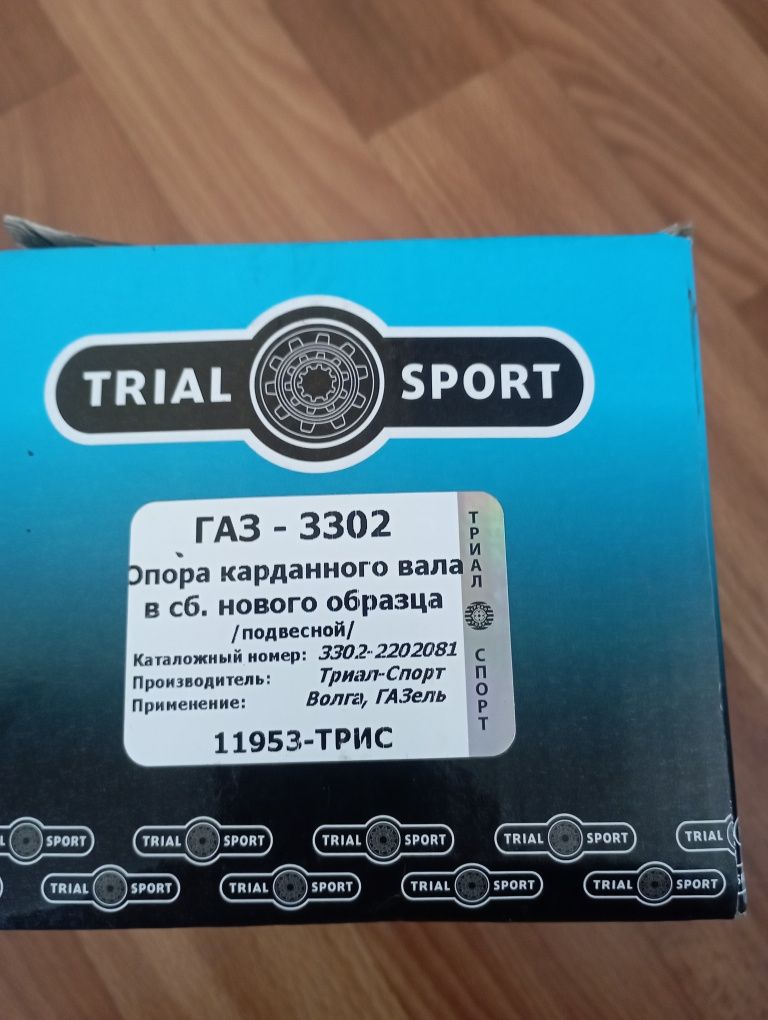 TRIAL SPORT
ГАЗ - 3302
Опора карданного вала
в сб. нового образца
/подвесной/
Каталожный номер: 3302-2202081
Производитель: Триал-Спорт
Применение: Волга, ГАЗель
11953-ТРИС
ТРИАЛ СПОРТ
L SPORT TRIAL SPORT TRIAL SPORT TRIAL SPORT TRIAL
TRIAL SPORT TRIAL SPORT TRIAL SPORT TRIAL SPORT